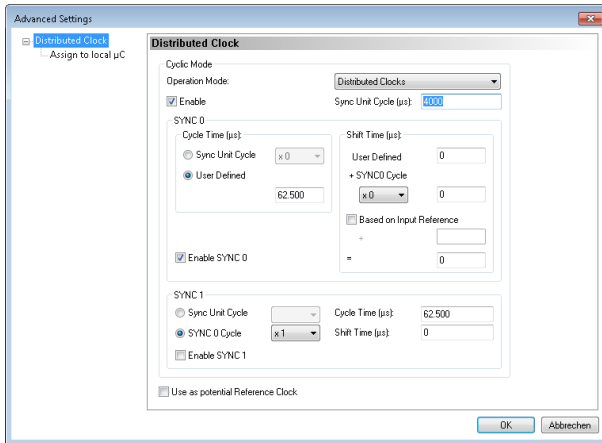 Advanced Settings
Distributed Clock
Assign to local µC
Distributed Clock
Cyclic Mode
Operation Mode: Distributed Clocks
Enable Sync Unit Cycle (µs): 4000
SYNC 0
Cycle Time (µs): Shift Time (µs):
Sync Unit Cycle x 0 User Defined 0
User Defined + SYNC0 Cycle
62.500 x 0 0
Based on Input Reference
+
Enable SYNC 0 = 0
SYNC 1
Sync Unit Cycle Cycle Time (µs): 62.500
SYNC 0 Cycle x 1 Shift Time (µs): 0
Enable SYNC 1
Use as potential Reference Clock
OK Abbrechen